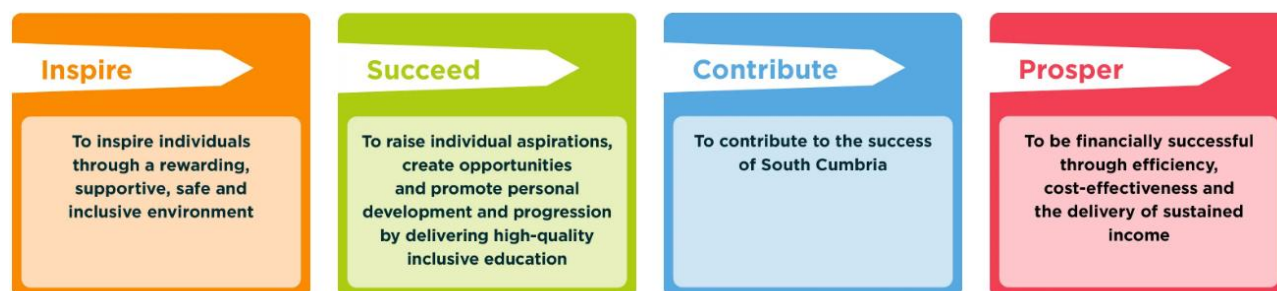 Inspire
To inspire individuals
through a rewarding,
supportive, safe and
inclusive environment
Succeed
To raise individual aspirations,
create opportunities
and promote personal
development and progression
by delivering high-quality
inclusive education
Contribute
To contribute to the success
of South Cumbria
Prosper
To be financially successful
through efficiency,
cost-effectiveness and
the delivery of sustained
income